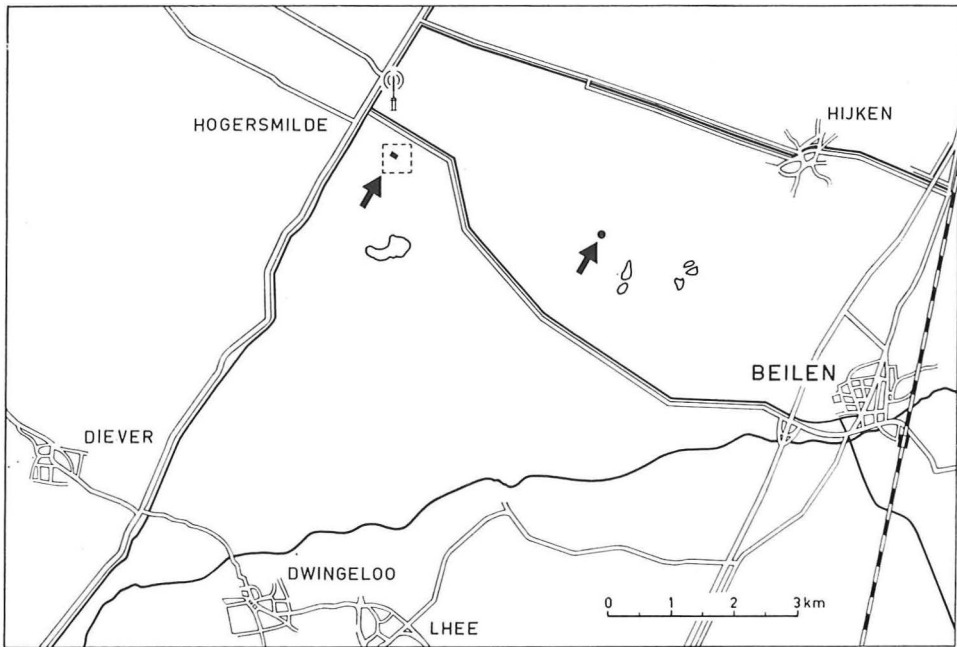 HOGERSMILDE
HIJKEN
BEILEN
DIEVER
DWINGELOO
LHEE
0 1 2 3 km